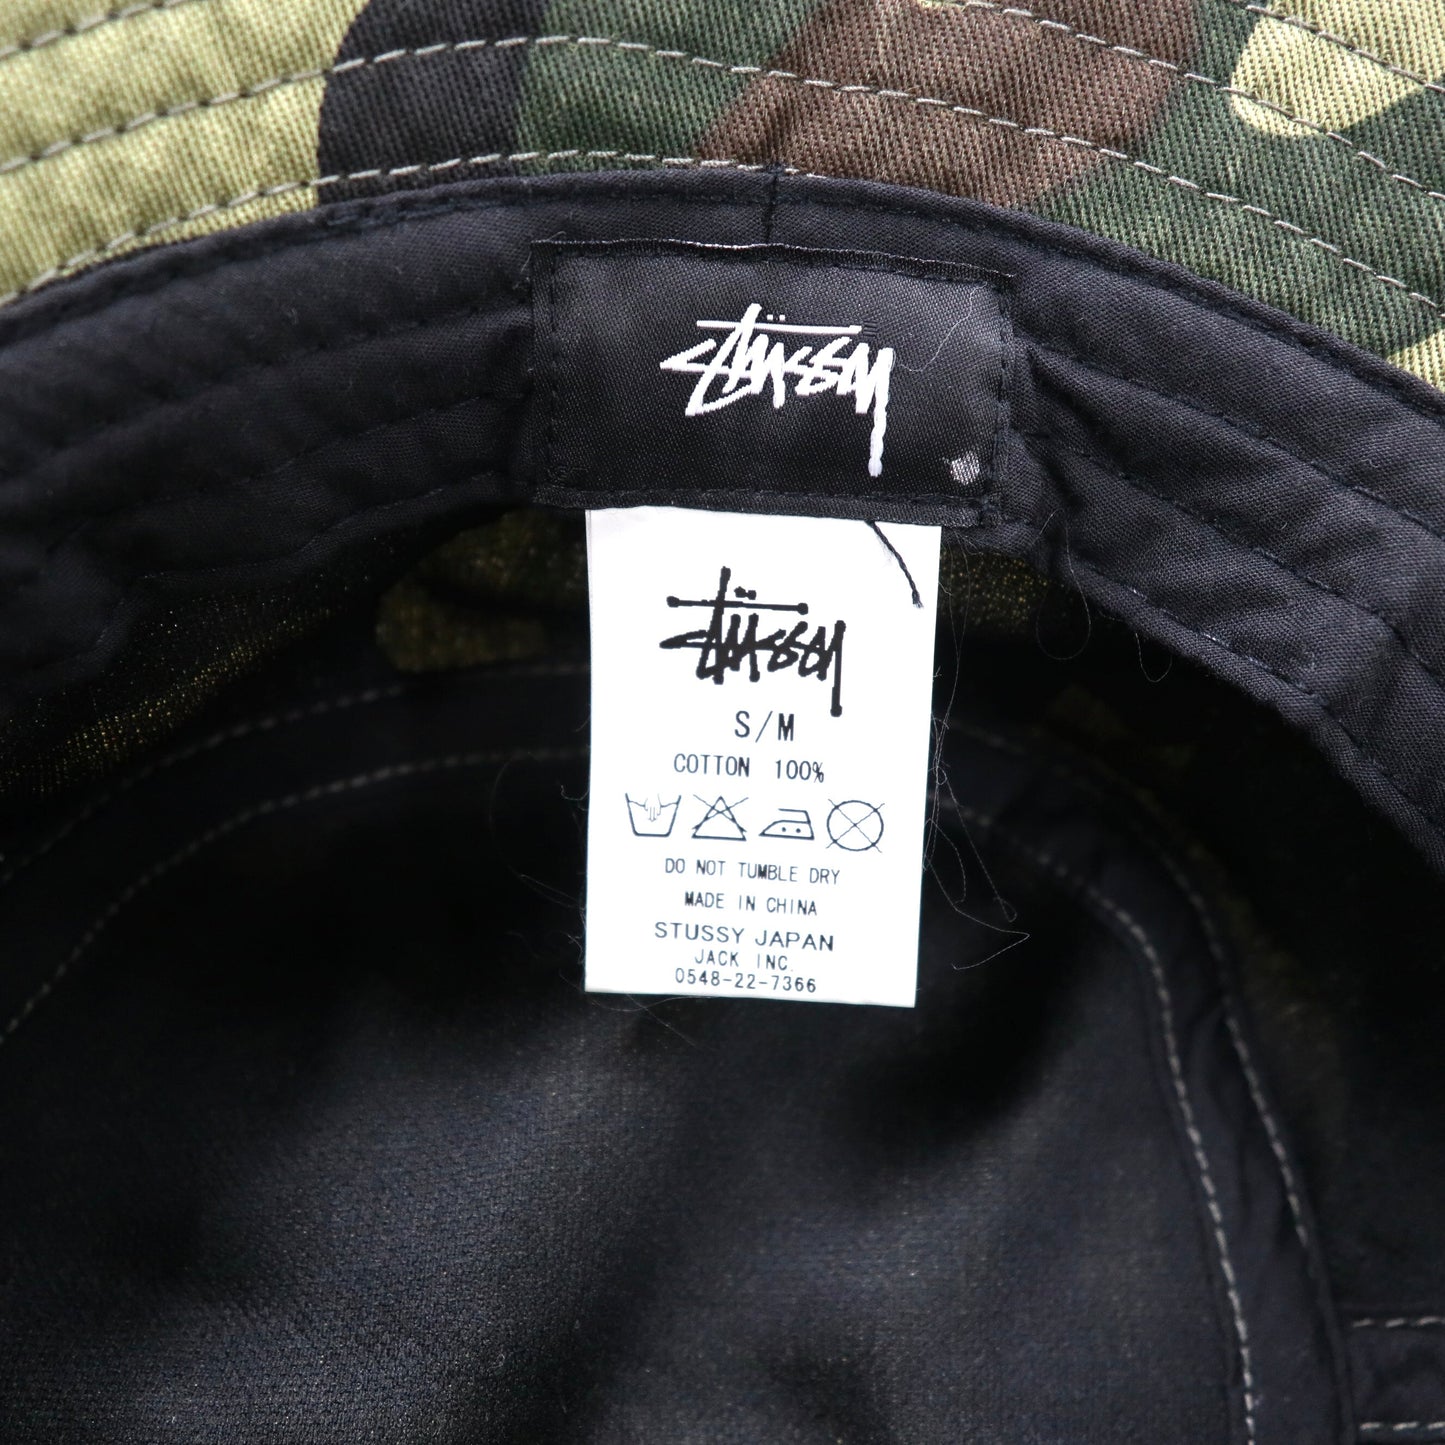 Stüssy
Stüssy
S/M
COTTON 100%
DO NOT TUMBLE DRY
MADE IN CHINA
STUSSY JAPAN
JACK INC.
0548-22-7366